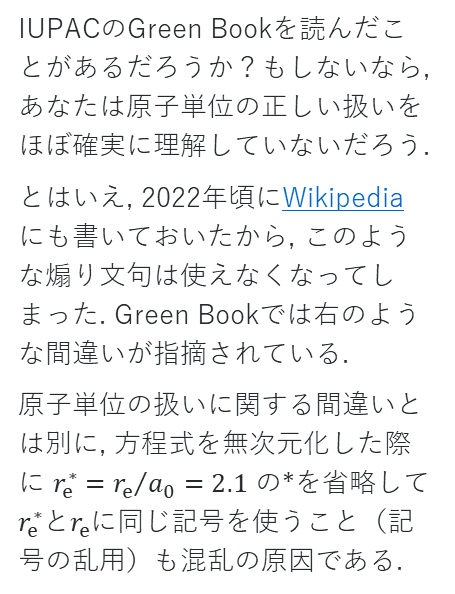 IUPACのGreen Bookを読んだこ
とがあるだろうか？もしないなら,
あなたは原子単位の正しい扱いを
ほぼ確実に理解していないだろう.
とはいえ, 2022年頃にWikipedia
にも書いておいたから, このよう
な煽り文句は使えなくなってし
まった. Green Bookでは右のよう
な間違いが指摘されている.
原子単位の扱いに関する間違いと
は別に, 方程式を無次元化した際
に rₑ* = rₑ/a₀ = 2.1 の*を省略して
rₑ*とrₑに同じ記号を使うこと（記
号の乱用）も混乱の原因である.